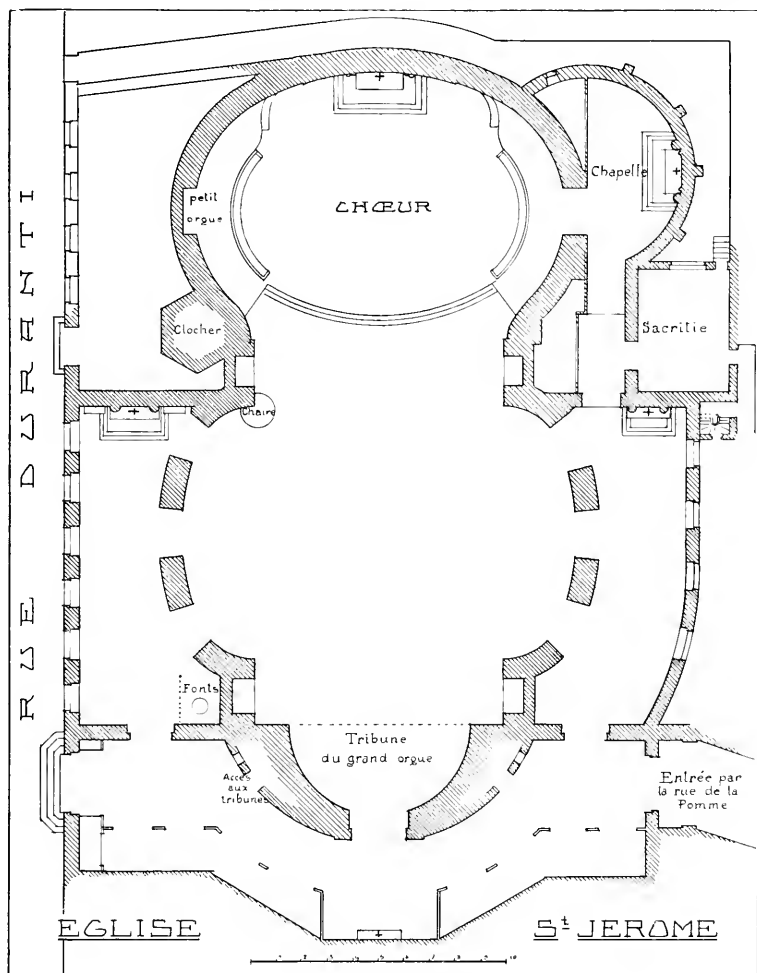 RUE DURANTI
petit
orgue
CHŒUR
Chapelle
Clocher
Sacritie
Chaire
Fonts
Tribune
du grand orgue
Accès
aux
tribunes
Entrée par
la rue de la
Pomme
EGLISE
St JEROME